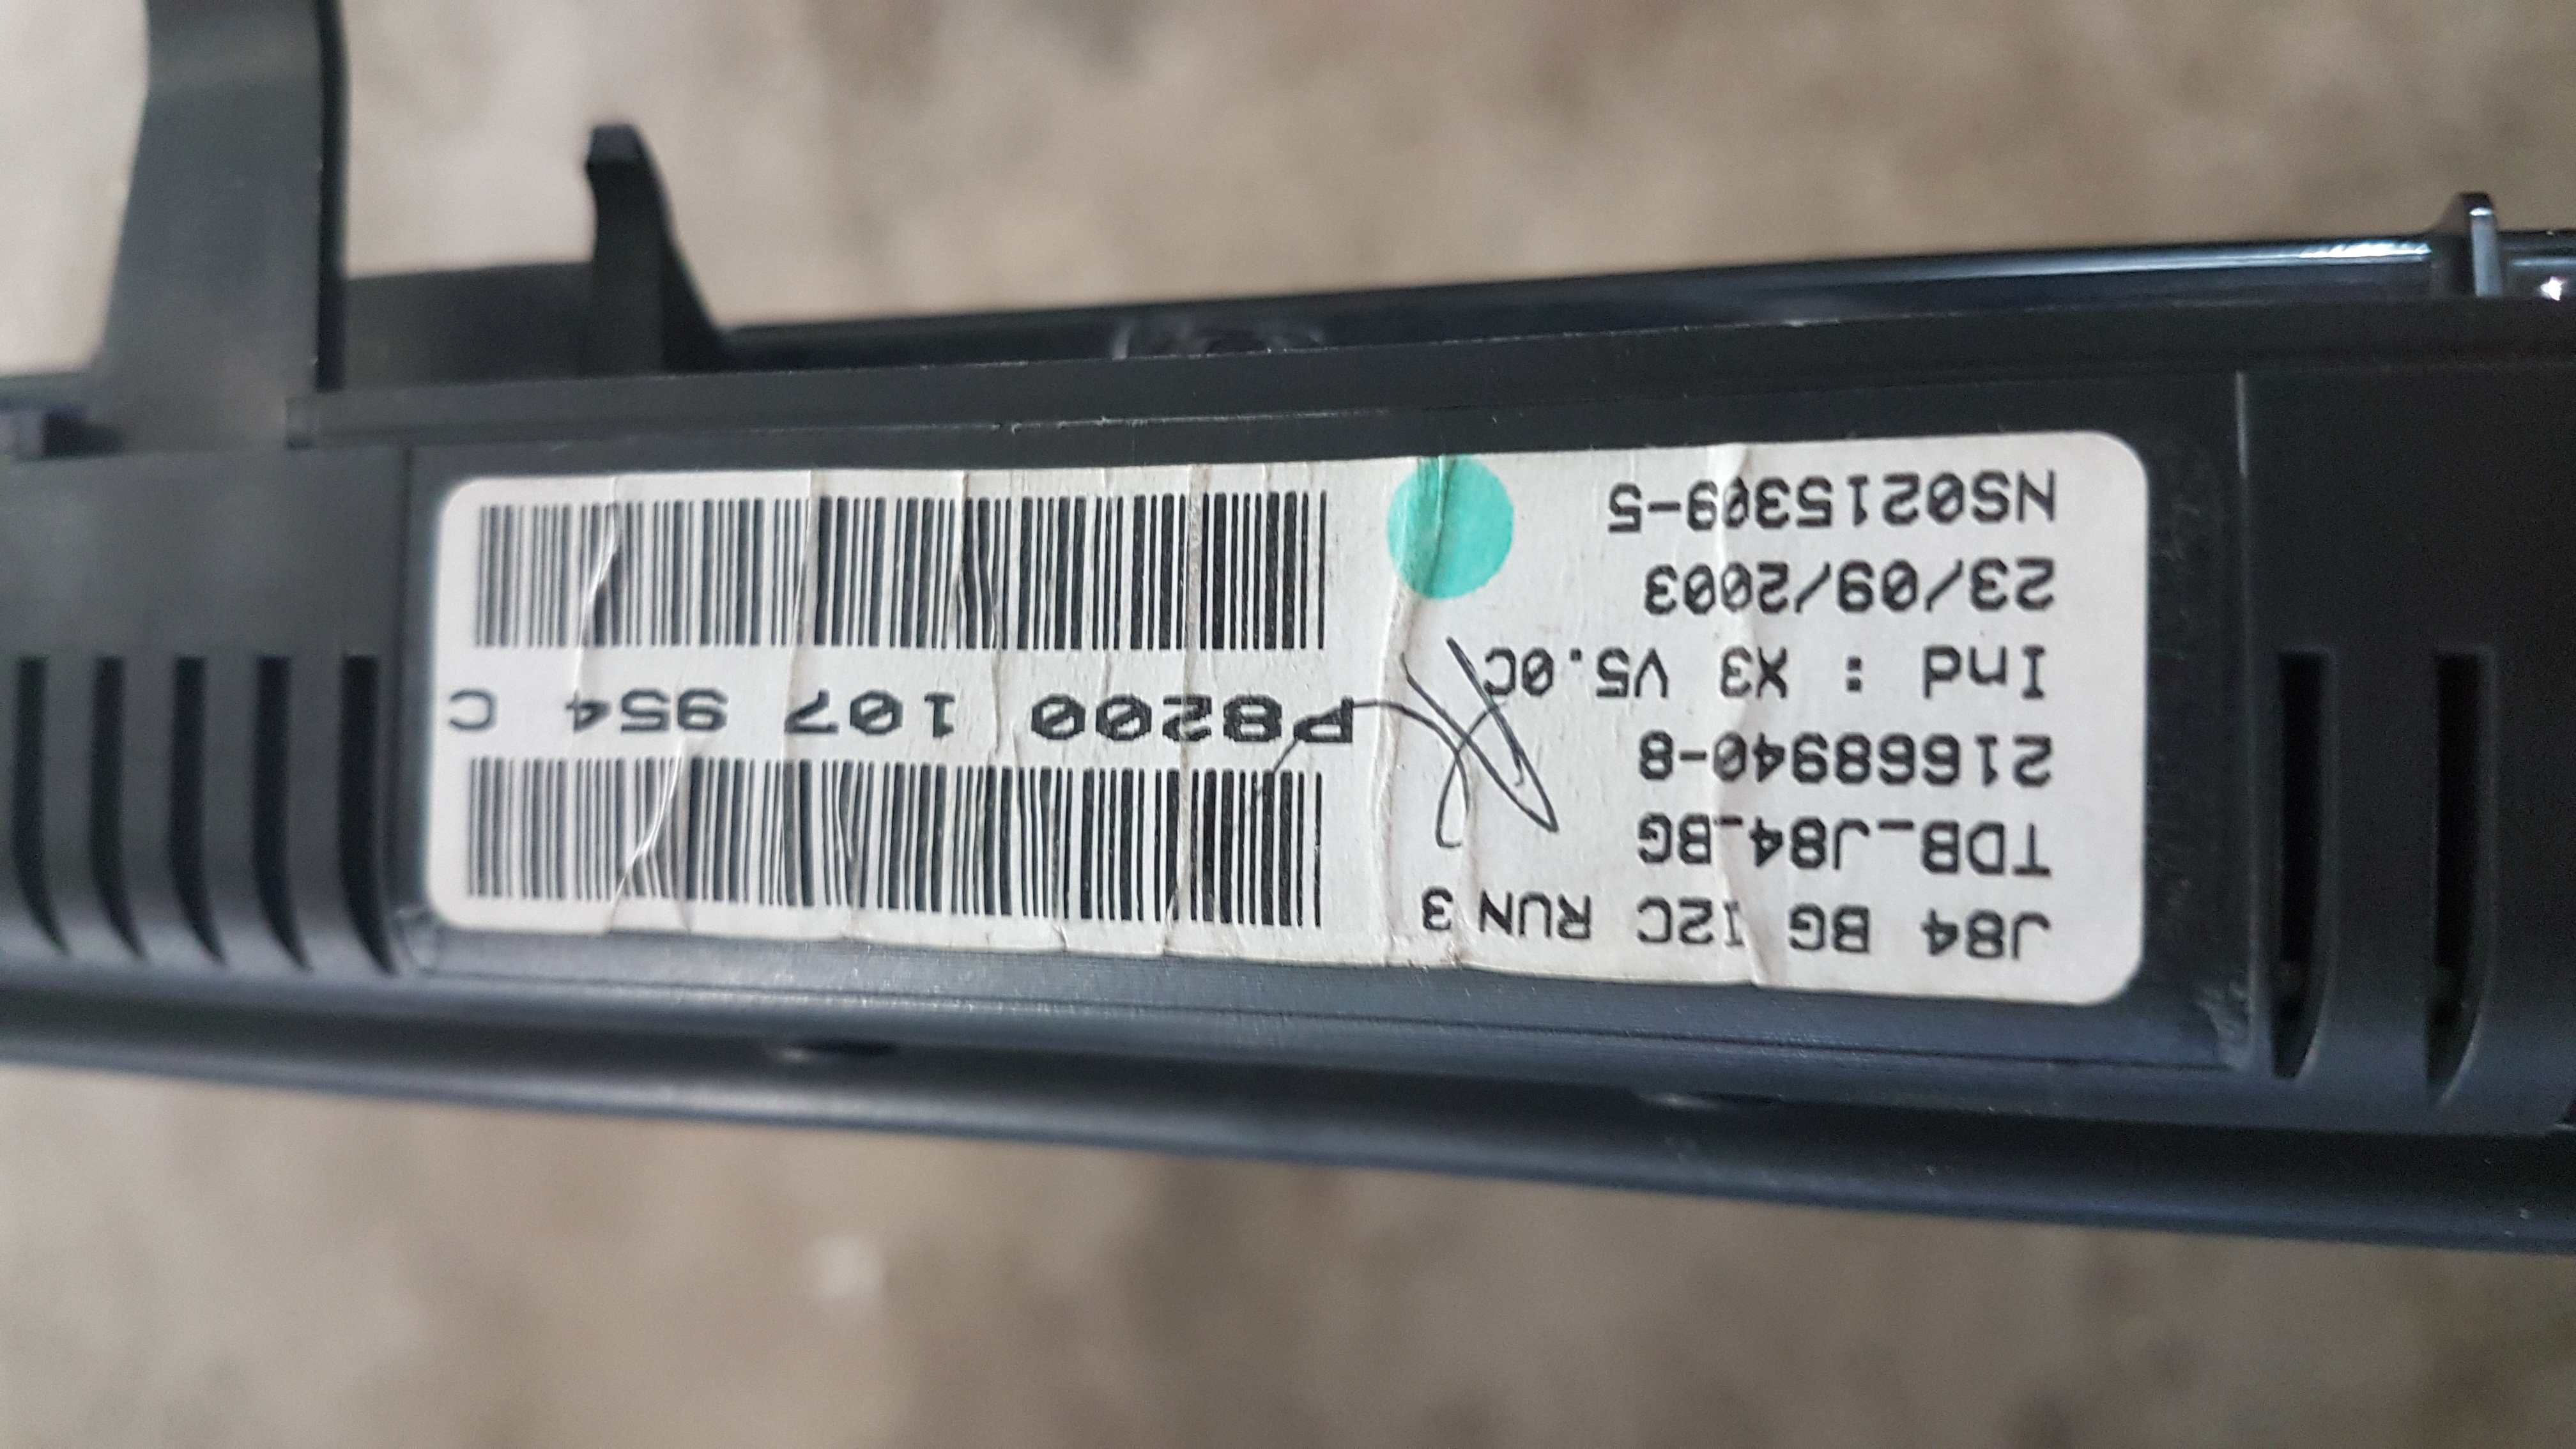 J84 BG I2C RUN 3
TDB_J84_BG
21668940-8
Ind : X3 V5.0C
23/09/2003
NS0215309-5
P8200 107 954 C